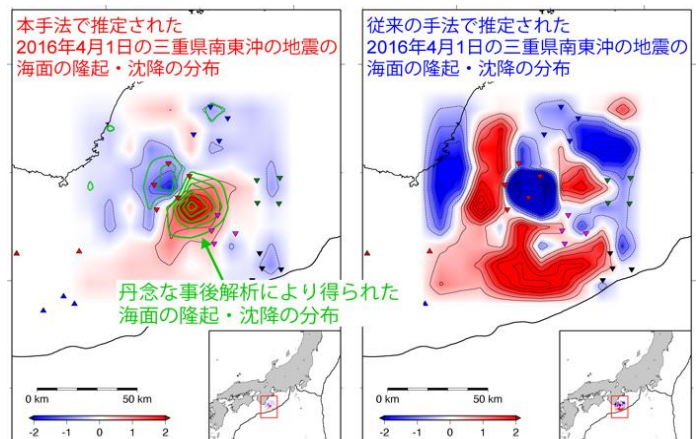 本手法で推定された
2016年4月1日の三重県南東沖の地震の
海面の隆起・沈降の分布
従来の手法で推定された
2016年4月1日の三重県南東沖の地震の
海面の隆起・沈降の分布
丹念な事後解析により得られた
海面の隆起・沈降の分布
0 km 50 km
-2 -1 0 1 2
0 km 50 km
-2 -1 0 1 2